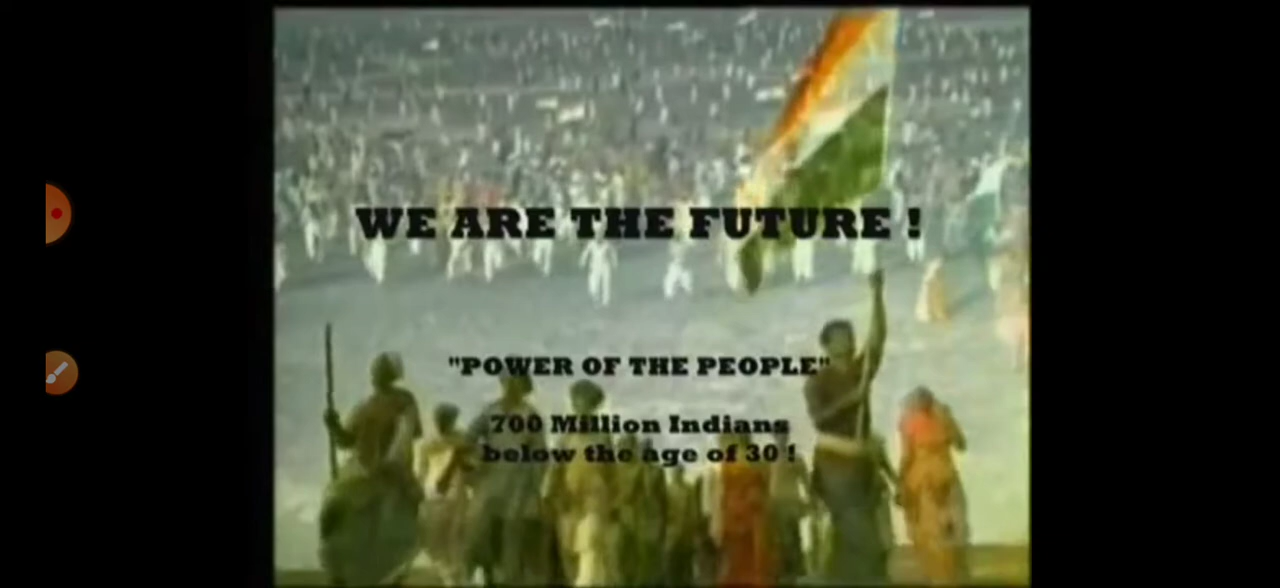 WE ARE THE FUTURE !
"POWER OF THE PEOPLE"
700 Million Indians
below the age of 30 !